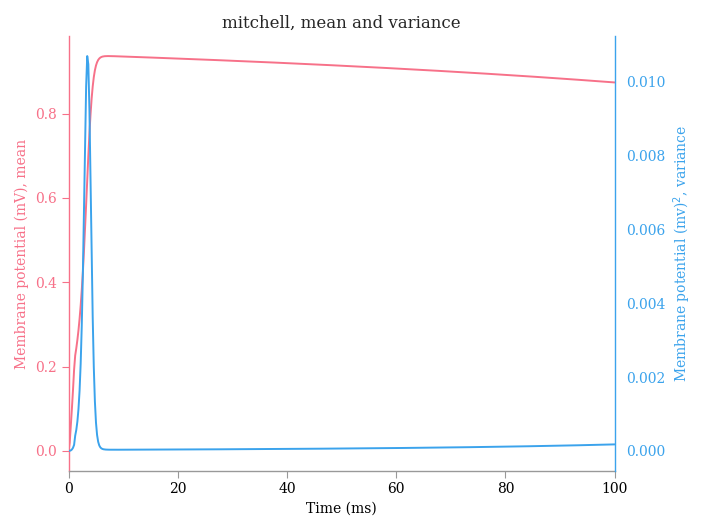 mitchell, mean and variance
Membrane potential (mV), mean
0.8
0.6
0.4
0.2
0.0
0.010
0.008
0.006
0.004
0.002
0.000
Membrane potential (mv)², variance
0 20 40 60 80 100
Time (ms)